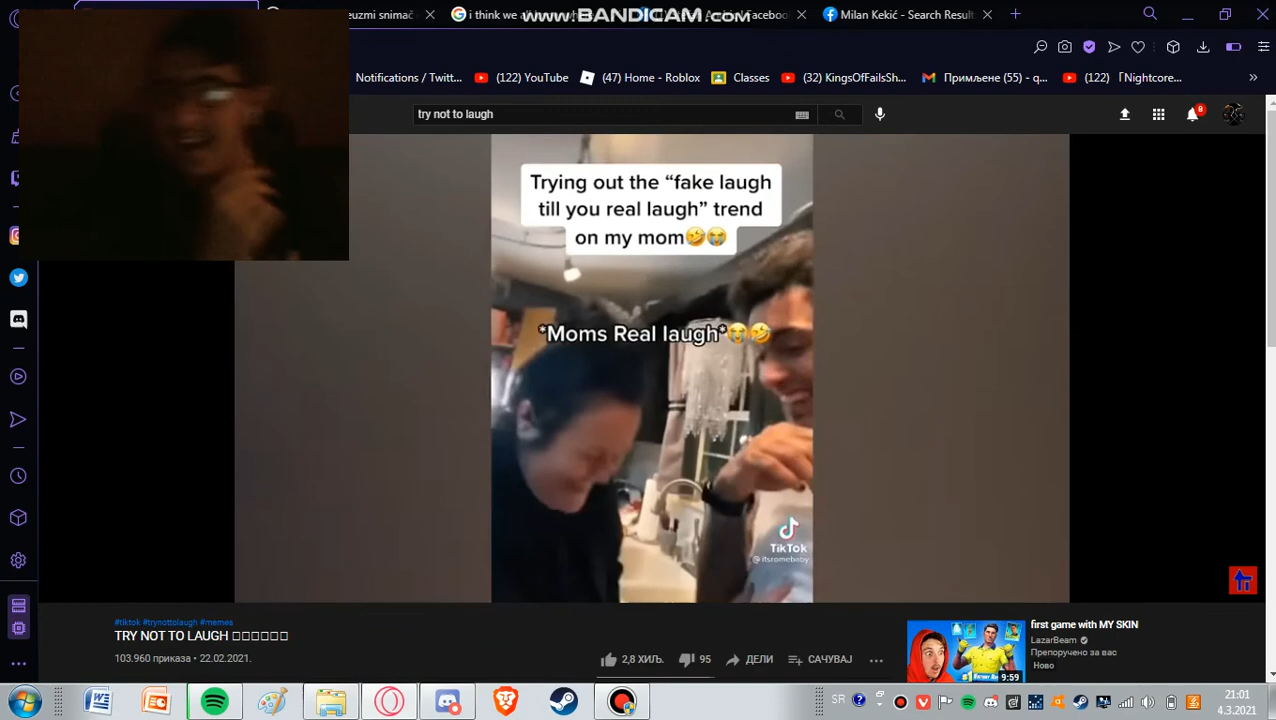 euzmi snimač
i think we a
Facebook
Milan Kekić - Search Result
www.BANDICAM.com
Notifications / Twitt...
(122) YouTube
(47) Home - Roblox
Classes
(32) KingsOfFailsSh...
Примљене (55) - q...
(122) 「Nightcore...
try not to laugh
8
Trying out the “fake laugh
till you real laugh” trend
on my mom🤣😭
*Moms Real laugh*😭🤣
TikTok
@itsromebaby
#tiktok #trynottolaugh #memes
TRY NOT TO LAUGH □□□□□□
103.960 приказа • 22.02.2021.
2,8 ХИЉ.
95
ДЕЛИ
САЧУВАЈ
first game with MY SKIN
LazarBeam
Препоручено за вас
Ново
9:59
SR
21:01
4.3.2021